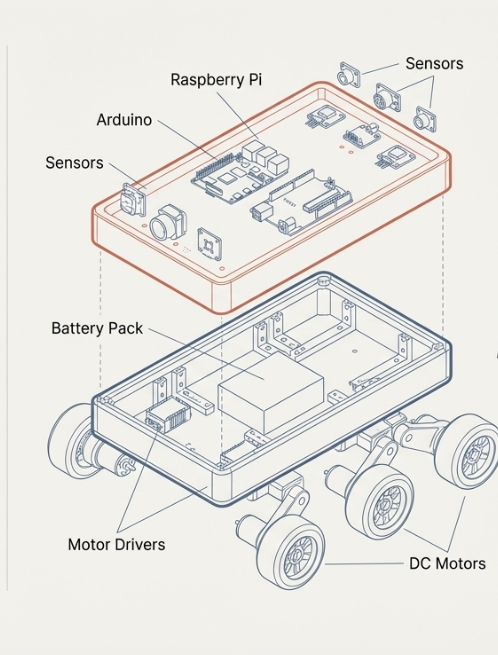 Sensors
Raspberry Pi
Arduino
Sensors
Battery Pack
Motor Drivers
DC Motors